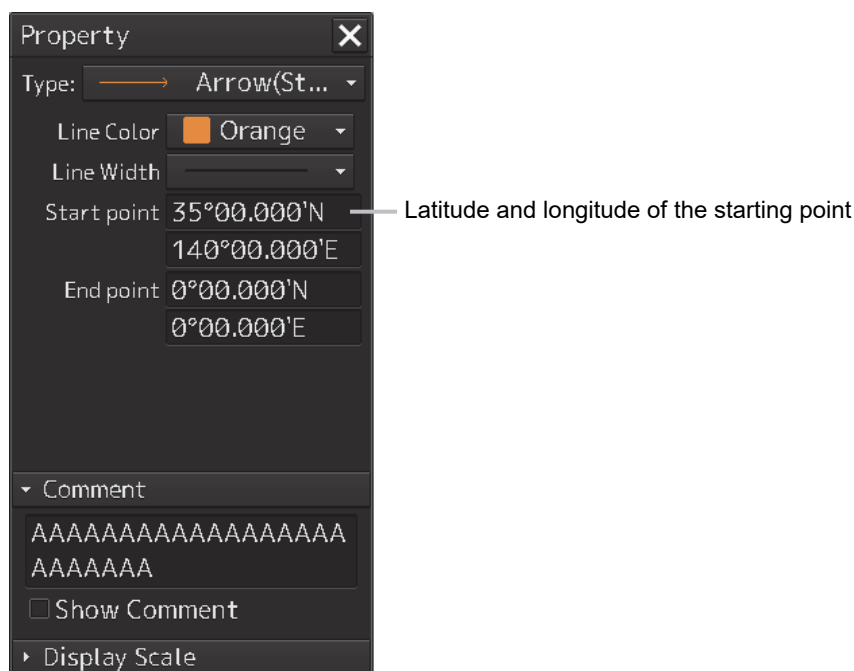 Property
Type: Arrow(St...
Line Color Orange
Line Width
Start point 35°00.000'N Latitude and longitude of the starting point
140°00.000'E
End point 0°00.000'N
0°00.000'E
Comment
AAAAAAAAAAAAAAAAAA
AAAAAAA
Show Comment
Display Scale